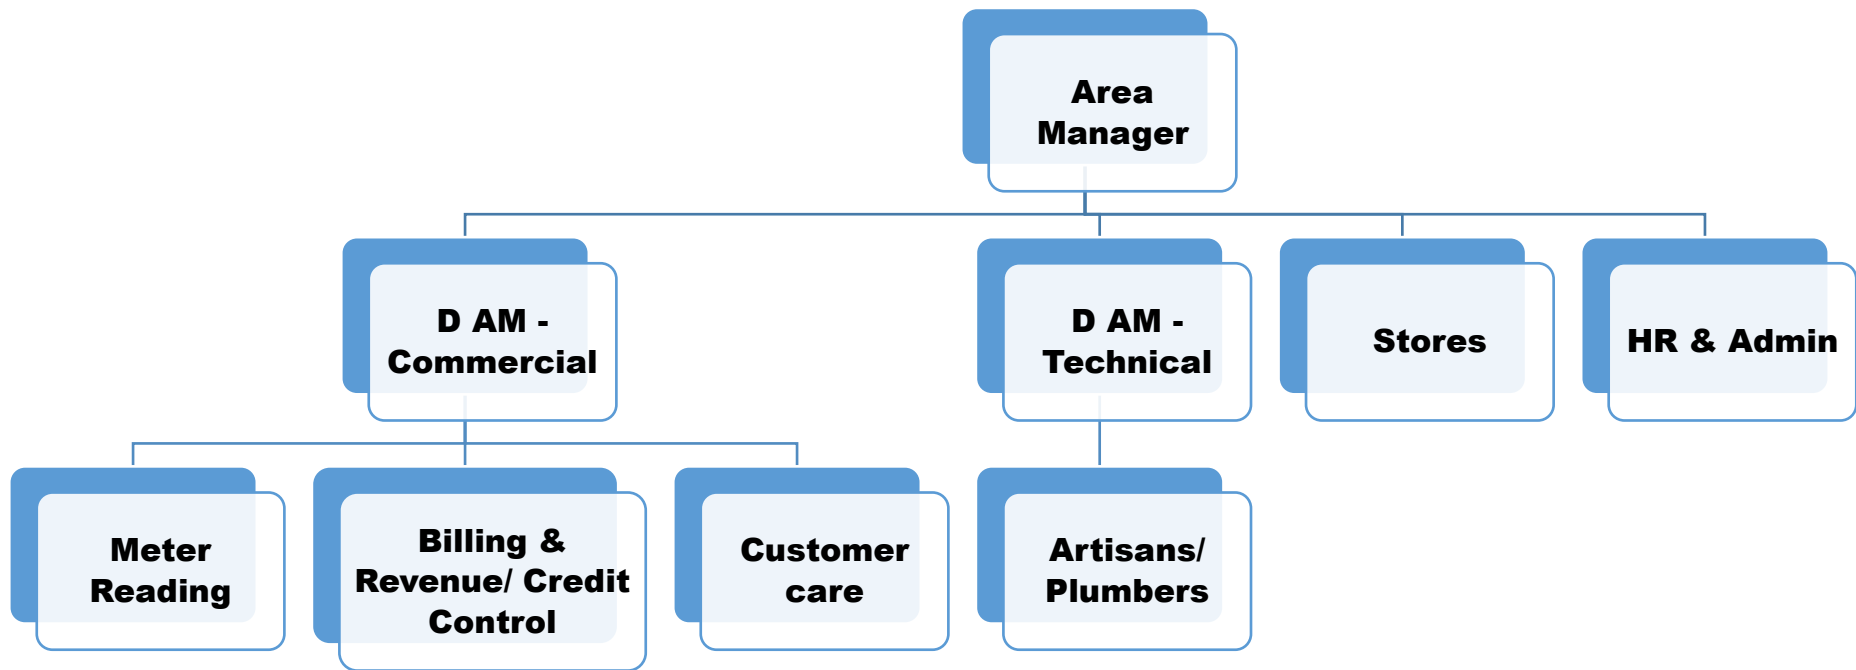 Area
Manager
D AM -
Commercial
D AM -
Technical
Stores
HR & Admin
Meter
Reading
Billing &
Revenue/ Credit
Control
Customer
care
Artisans/
Plumbers